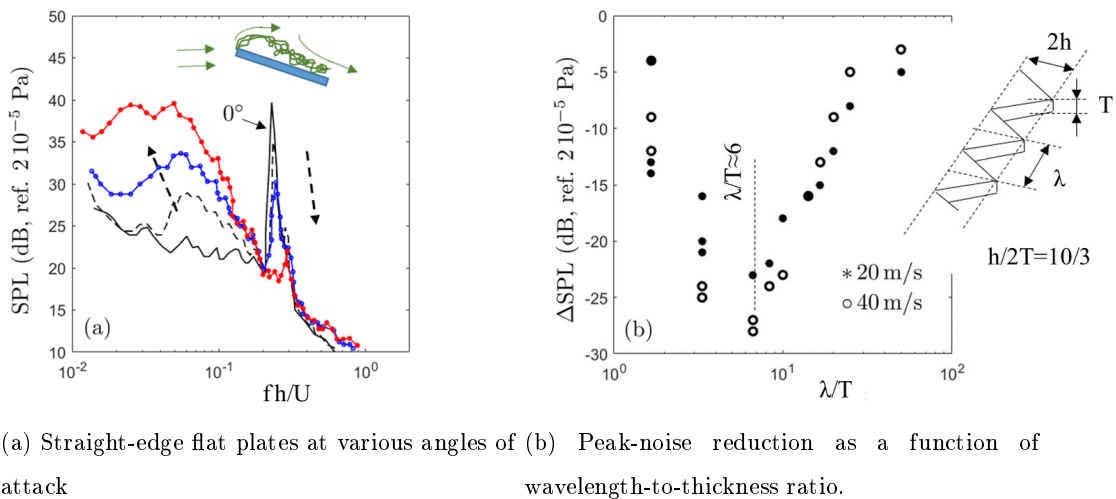 50
45
40
35
30
25
20
15
10
SPL (dB, ref. 2 10⁻⁵ Pa)
0°
(a)
10⁻² 10⁻¹ 10⁰
f h/U
0
-5
-10
-15
-20
-25
-30
ΔSPL (dB, ref. 2 10⁻⁵ Pa)
λ/T≈6
(b)
∗ 20 m/s
○ 40 m/s
10⁰ 10¹ 10²
λ/T
2h
T
λ
h/2T=10/3
(a) Straight-edge flat plates at various angles of
attack
(b) Peak-noise reduction as a function of
wavelength-to-thickness ratio.